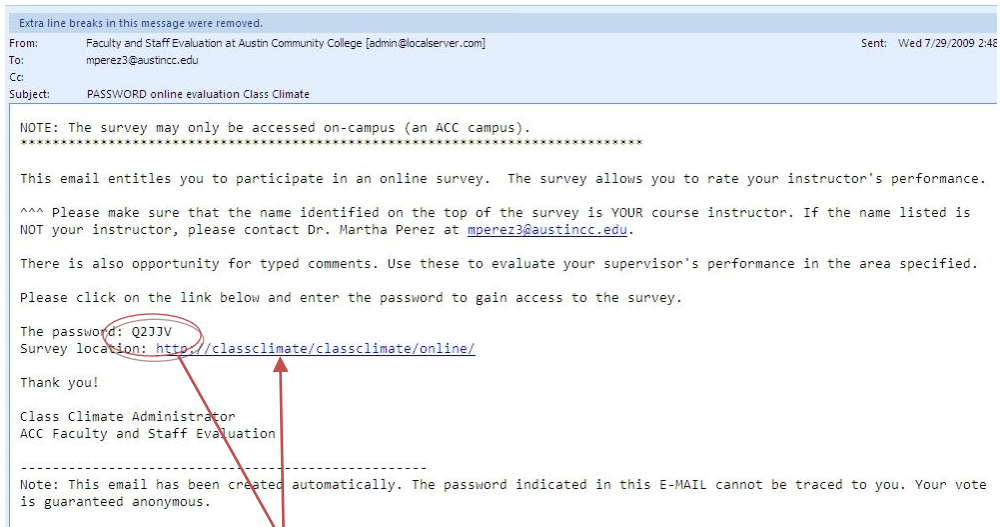 Extra line breaks in this message were removed.
From: Faculty and Staff Evaluation at Austin Community College [admin@localserver.com] Sent: Wed 7/29/2009 2:48
To: mperez3@austincc.edu
Cc:
Subject: PASSWORD online evaluation Class Climate
NOTE: The survey may only be accessed on-campus (an ACC campus).
******************************************************************************
This email entitles you to participate in an online survey. The survey allows you to rate your instructor's performance.
^^^ Please make sure that the name identified on the top of the survey is YOUR course instructor. If the name listed is
NOT your instructor, please contact Dr. Martha Perez at mperez3@austincc.edu.
There is also opportunity for typed comments. Use these to evaluate your supervisor's performance in the area specified.
Please click on the link below and enter the password to gain access to the survey.
The password: Q2JJV
Survey location: http://classclimate/classclimate/online/
Thank you!
Class Climate Administrator
ACC Faculty and Staff Evaluation
---------------------------------------------------
Note: This email has been created automatically. The password indicated in this E-MAIL cannot be traced to you. Your vote
is guaranteed anonymous.